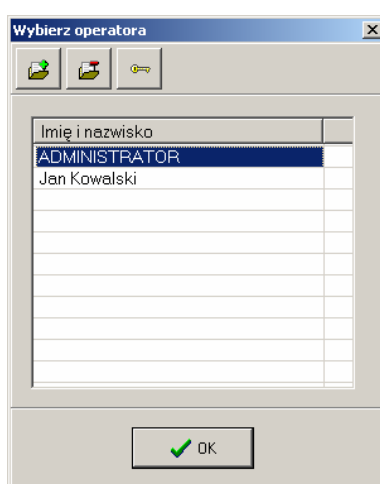 Wybierz operatora
Imię i nazwisko
ADMINISTRATOR
Jan Kowalski
OK